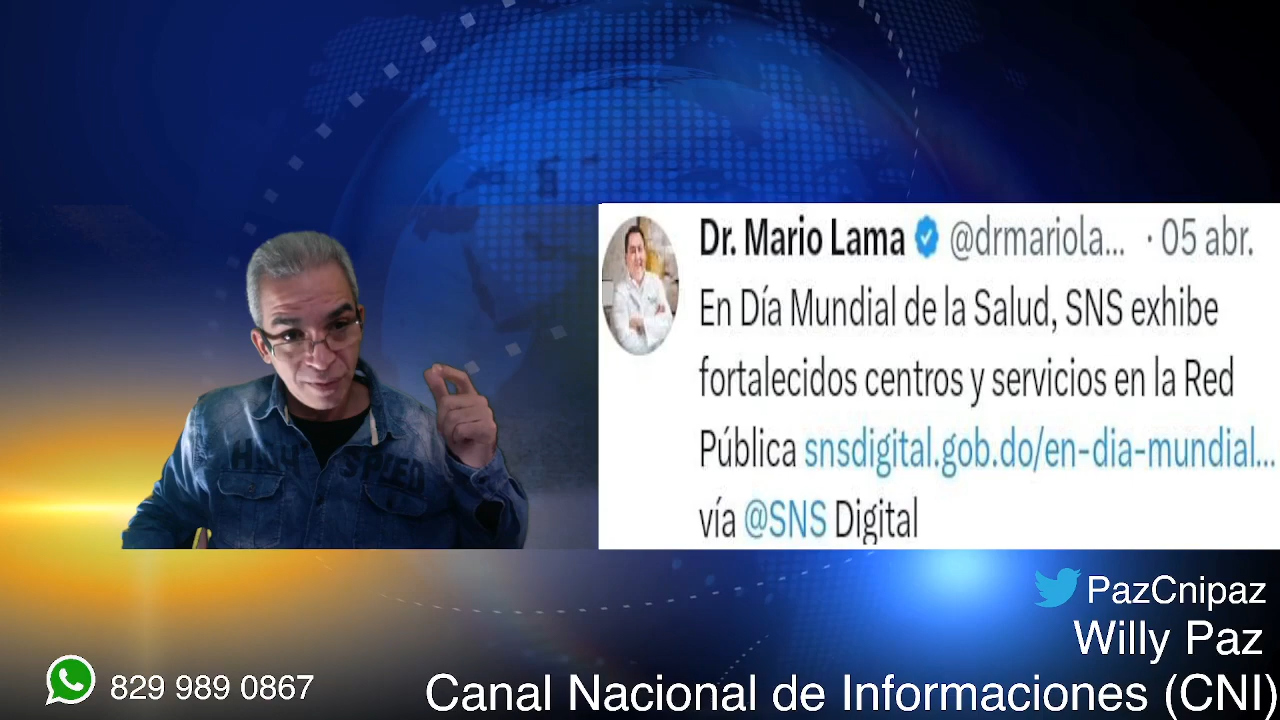 Dr. Mario Lama @drmariola... · 05 abr.
En Día Mundial de la Salud, SNS exhibe
fortalecidos centros y servicios en la Red
Pública snsdigital.gob.do/en-dia-mundial...
vía @SNS Digital
HIGH SPEED
PazCnipaz
Willy Paz
829 989 0867
Canal Nacional de Informaciones (CNI)